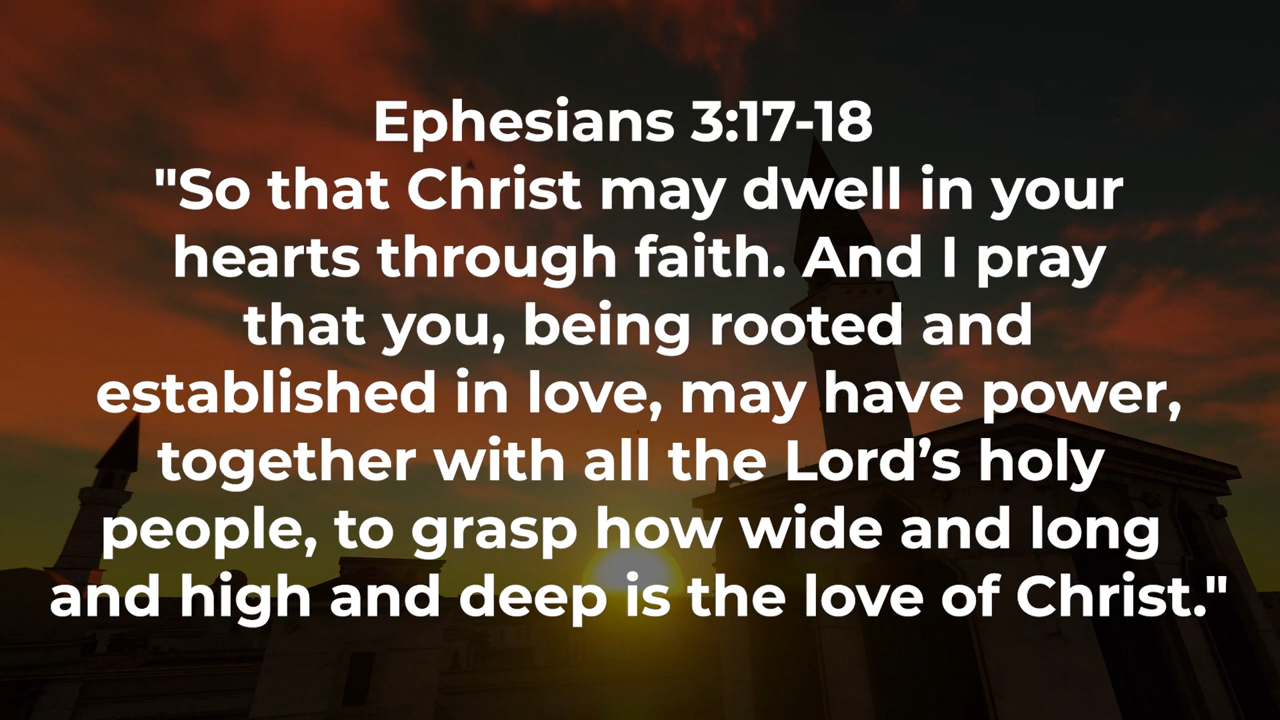 Ephesians 3:17-18
"So that Christ may dwell in your
hearts through faith. And I pray
that you, being rooted and
established in love, may have power,
together with all the Lord’s holy
people, to grasp how wide and long
and high and deep is the love of Christ."